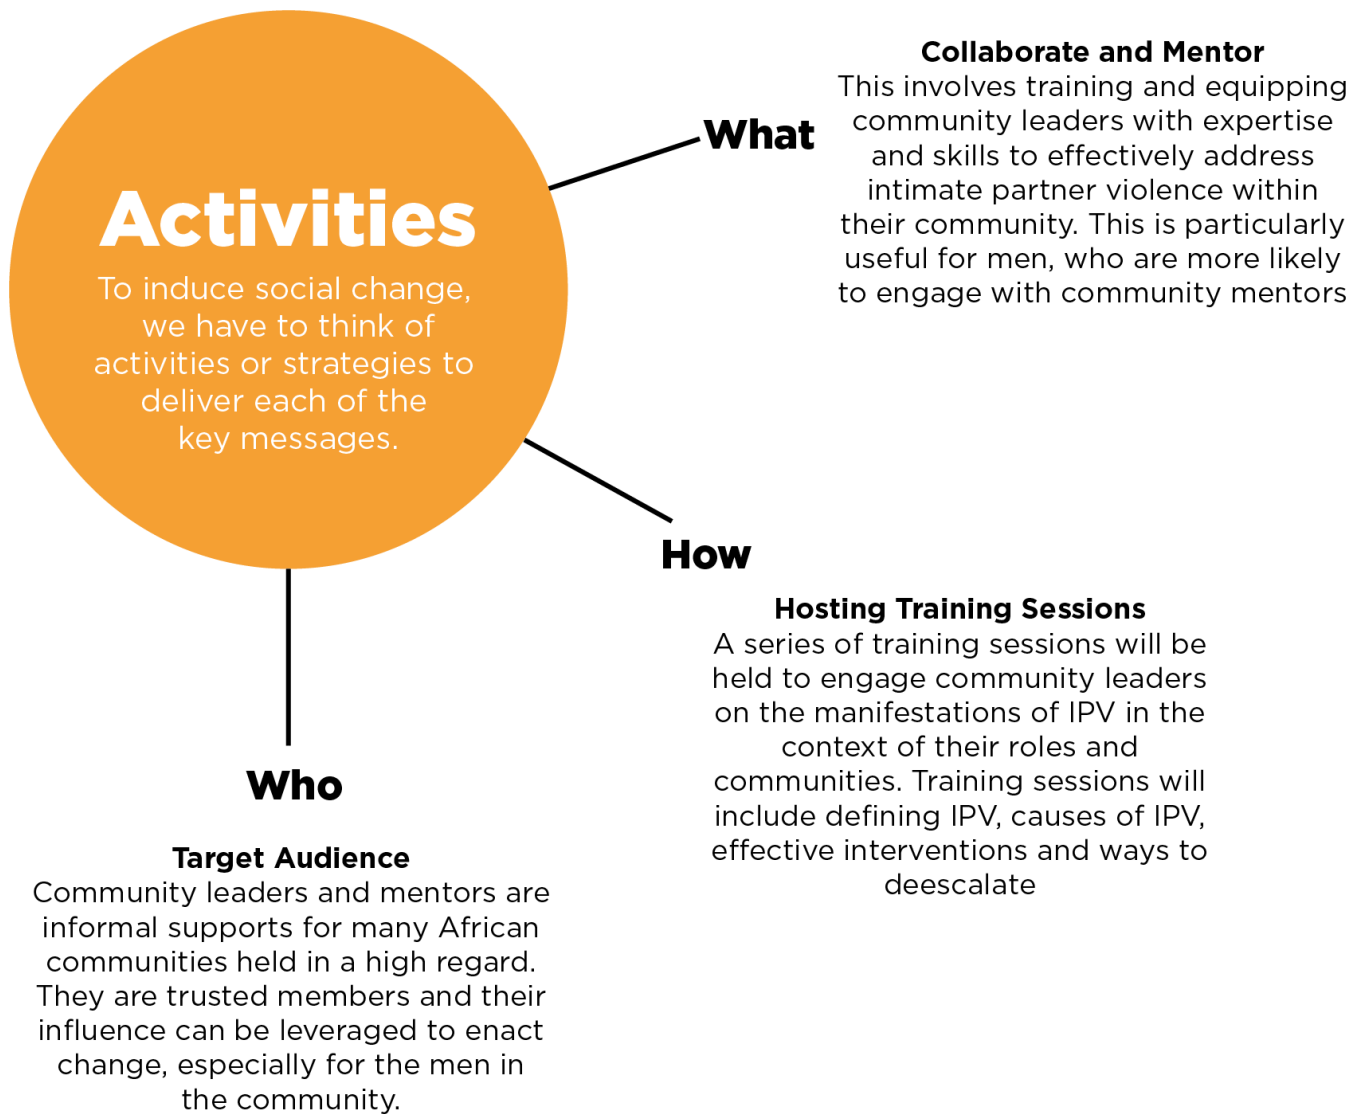 Activities
To induce social change,
we have to think of
activities or strategies to
deliver each of the
key messages.
What
Collaborate and Mentor
This involves training and equipping
community leaders with expertise
and skills to effectively address
intimate partner violence within
their community. This is particularly
useful for men, who are more likely
to engage with community mentors
How
Hosting Training Sessions
A series of training sessions will be
held to engage community leaders
on the manifestations of IPV in the
context of their roles and
communities. Training sessions will
include defining IPV, causes of IPV,
effective interventions and ways to
deescalate
Who
Target Audience
Community leaders and mentors are
informal supports for many African
communities held in a high regard.
They are trusted members and their
influence can be leveraged to enact
change, especially for the men in
the community.